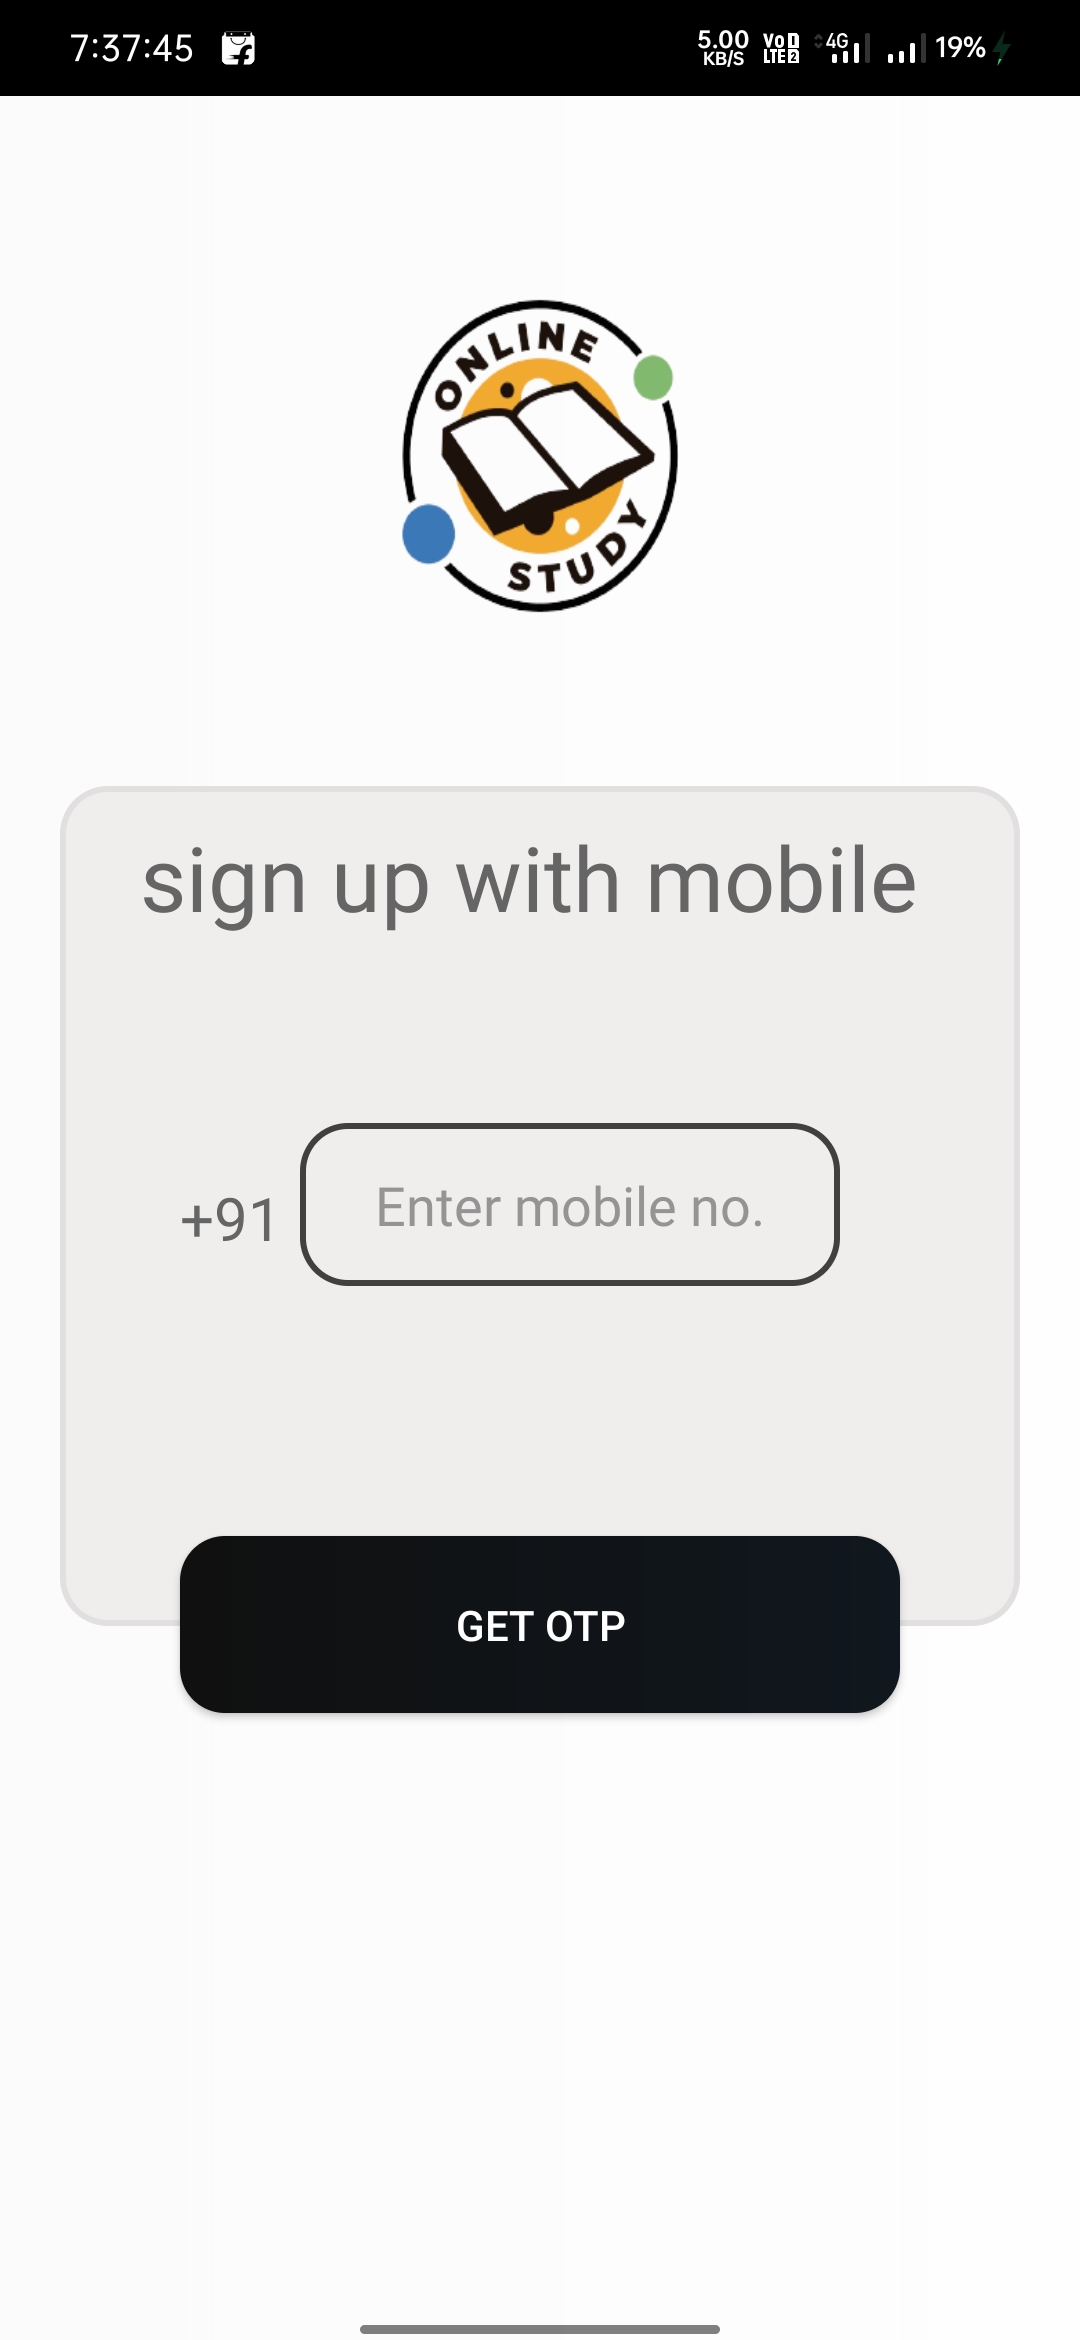 7:37:45
5.00 KB/S VoD LTE2 4G 19%
ONLINE
STUDY
sign up with mobile
+91 Enter mobile no.
GET OTP